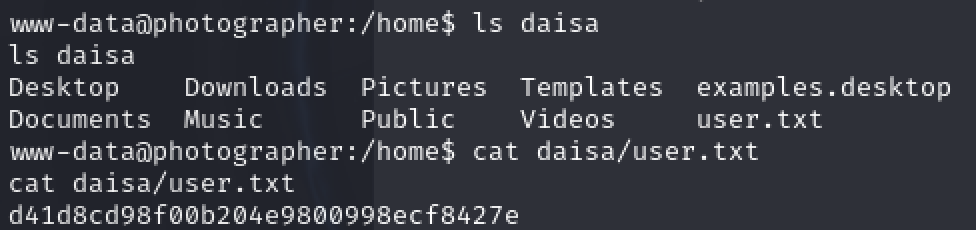 www-data@photographer:/home$ ls daisa
ls daisa
Desktop    Downloads  Pictures  Templates  examples.desktop
Documents  Music      Public    Videos     user.txt
www-data@photographer:/home$ cat daisa/user.txt
cat daisa/user.txt
d41d8cd98f00b204e9800998ecf8427e